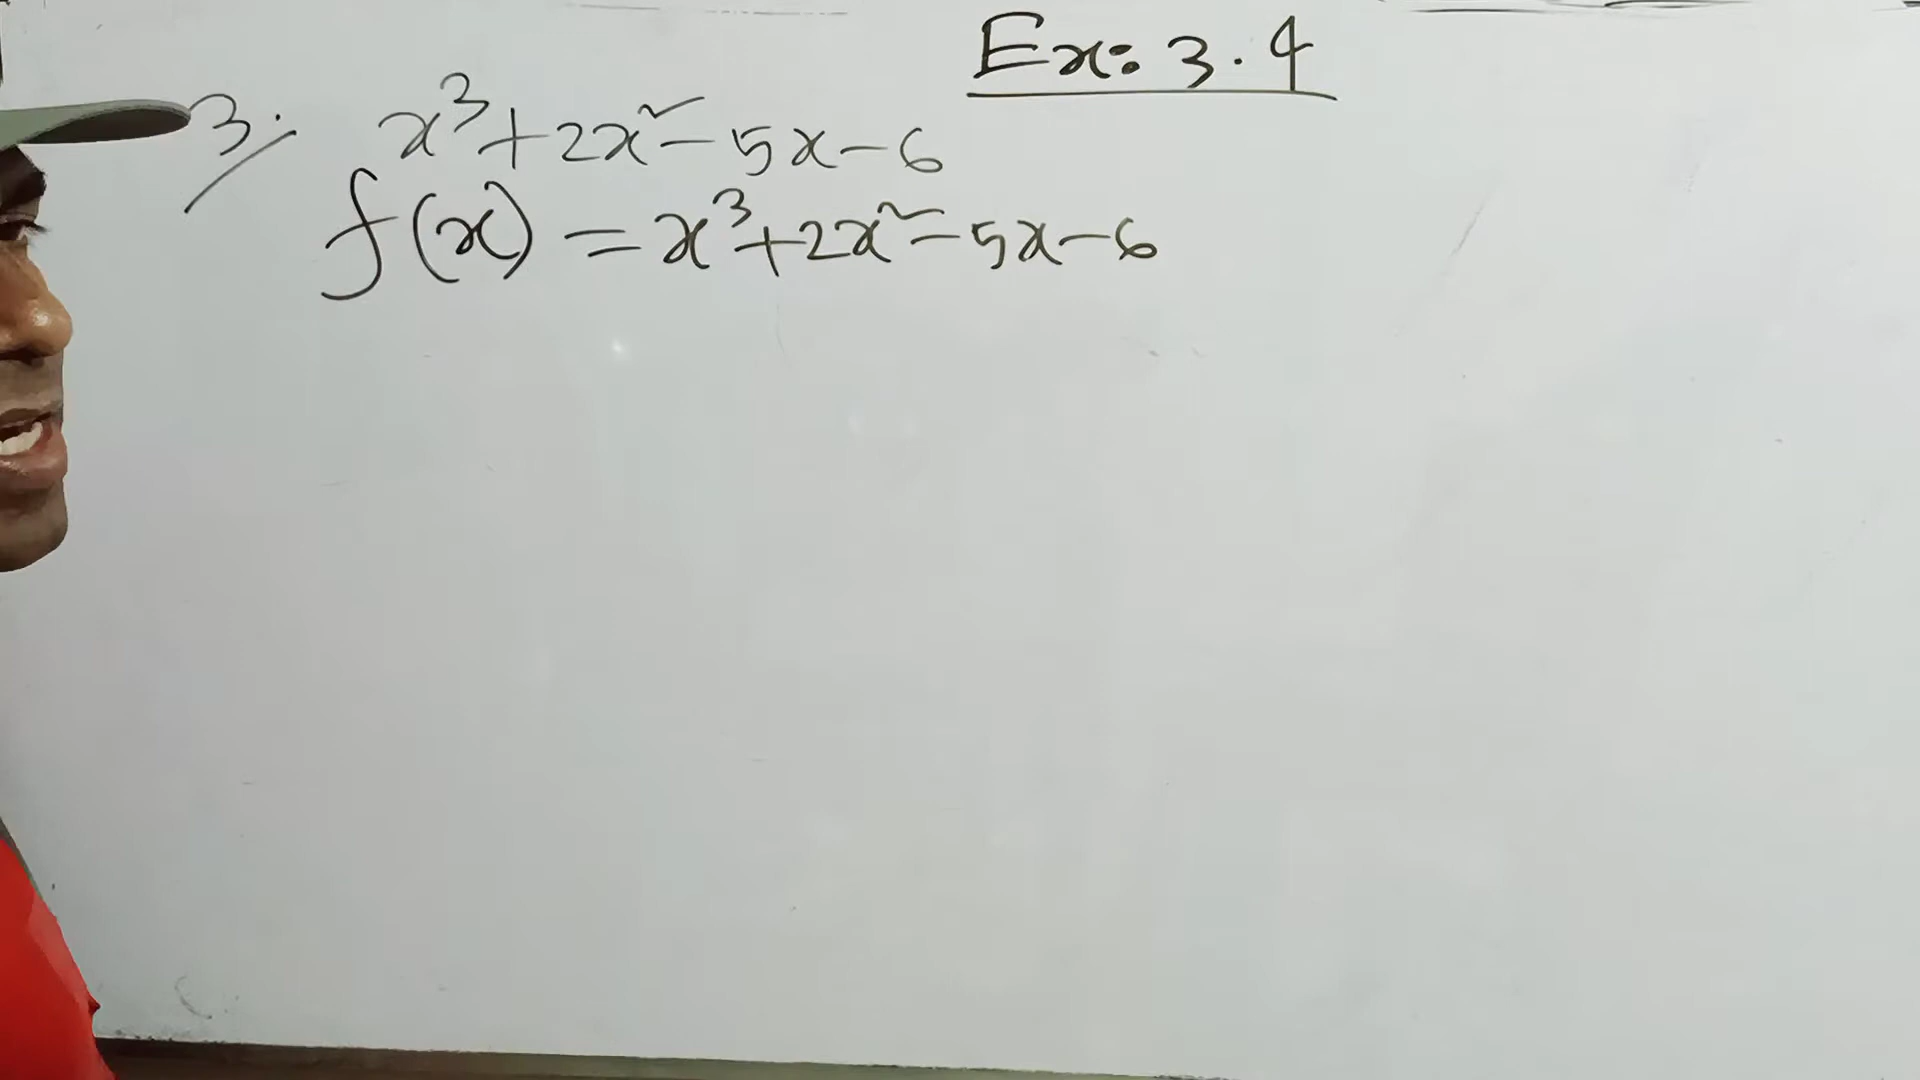 Ex: 3.4
3. x³+2x²-5x-6
f(x) = x³+2x²-5x-6